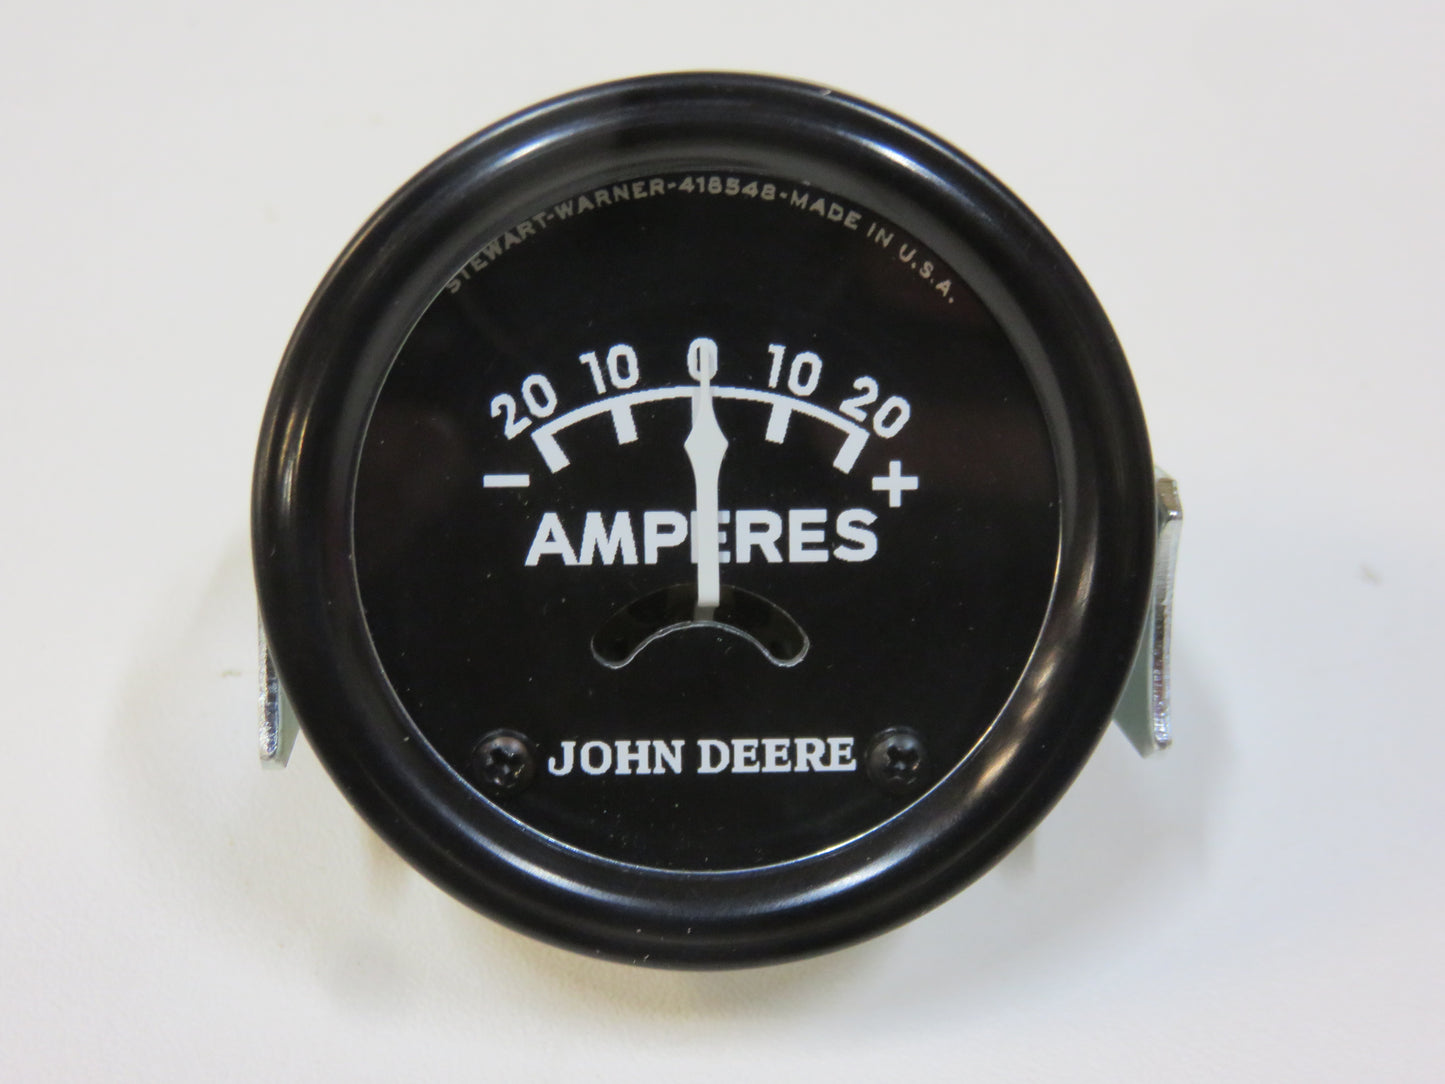 STEWART-WARNER-418548-MADE IN U.S.A.
20 10 0 10 20
- +
AMPERES
JOHN DEERE